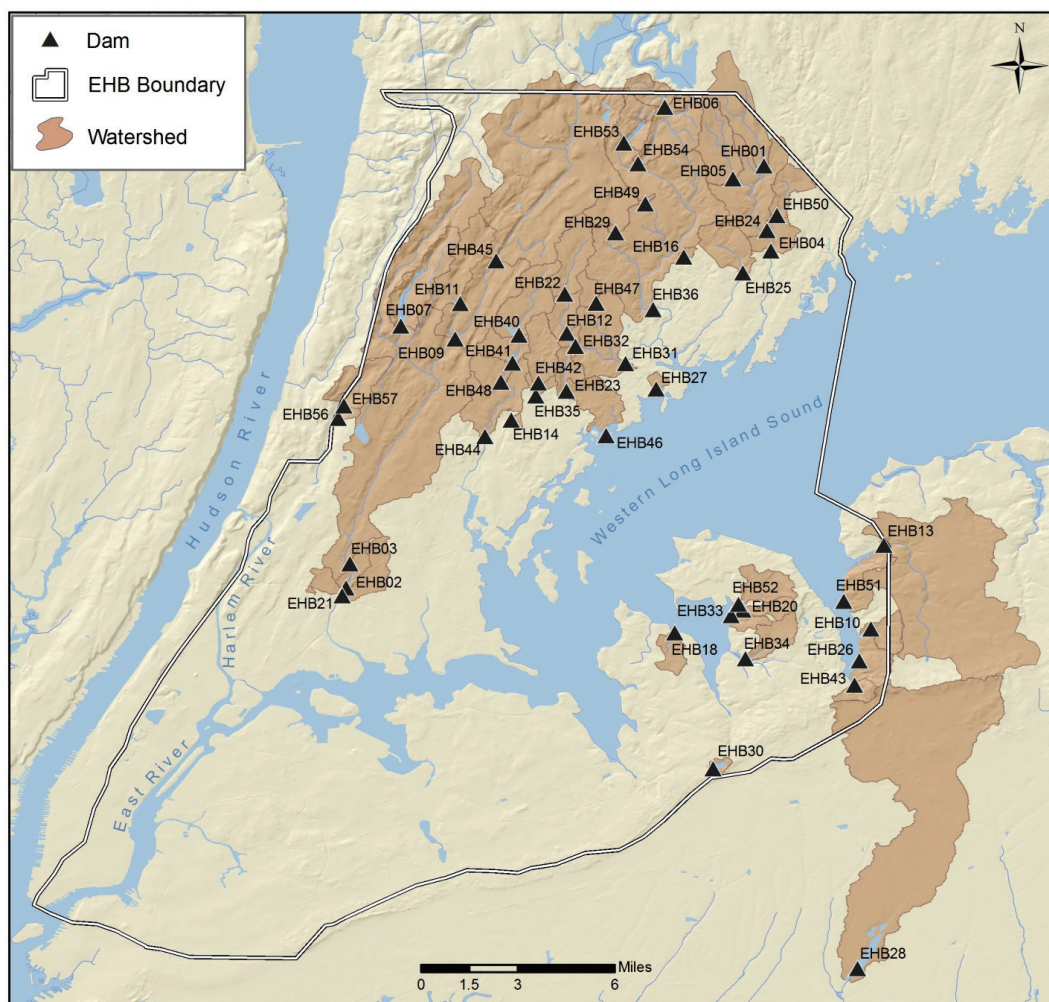 Dam
EHB Boundary
Watershed
N
EHB06
EHB53
EHB54
EHB01
EHB05
EHB49
EHB50
EHB29
EHB24
EHB16
EHB04
EHB45
EHB25
EHB22
EHB47
EHB11
EHB36
EHB07
EHB40
EHB12
EHB09
EHB32
EHB41
EHB31
EHB42
EHB48
EHB23
EHB27
EHB57
EHB35
EHB56
EHB14
EHB44
EHB46
Hudson River
Western Long Island Sound
EHB13
EHB03
EHB02
EHB21
Harlem River
EHB52
EHB51
EHB33
EHB20
EHB10
EHB18
EHB34
EHB26
EHB43
East River
EHB30
EHB28
Miles
0 1.5 3 6